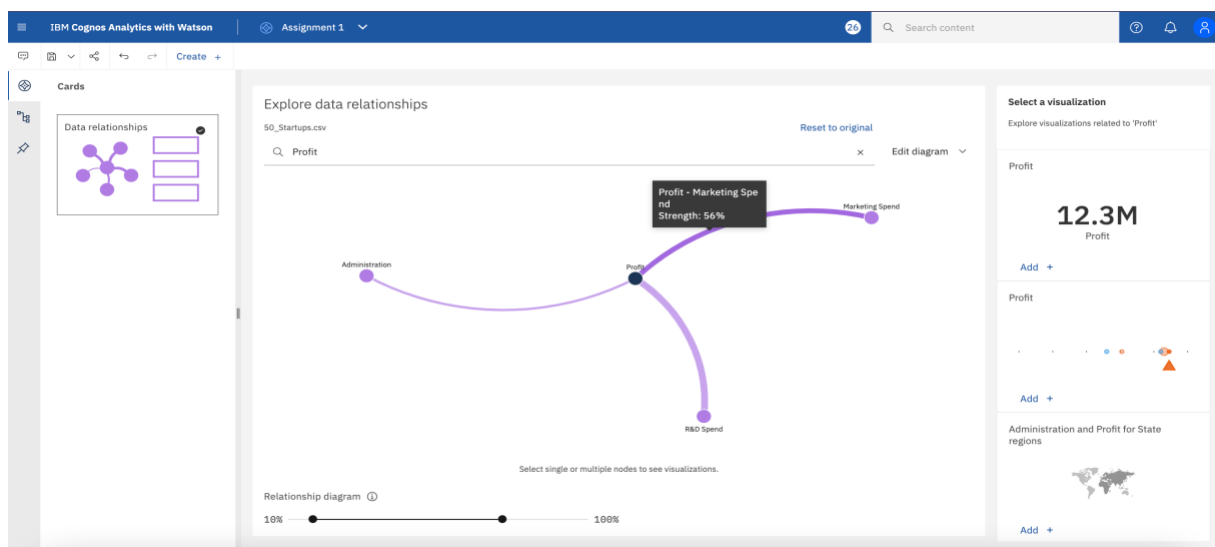 IBM Cognos Analytics with Watson
Assignment 1
26
Search content
Create +
Cards
Data relationships
Explore data relationships
50_Startups.csv
Reset to original
Profit
Edit diagram
Profit - Marketing Spe
nd
Strength: 56%
Marketing Spend
Administration
Profit
R&D Spend
Select single or multiple nodes to see visualizations.
Relationship diagram
10%
100%
Select a visualization
Explore visualizations related to 'Profit'
Profit
12.3M
Profit
Add +
Profit
Add +
Administration and Profit for State
regions
Add +